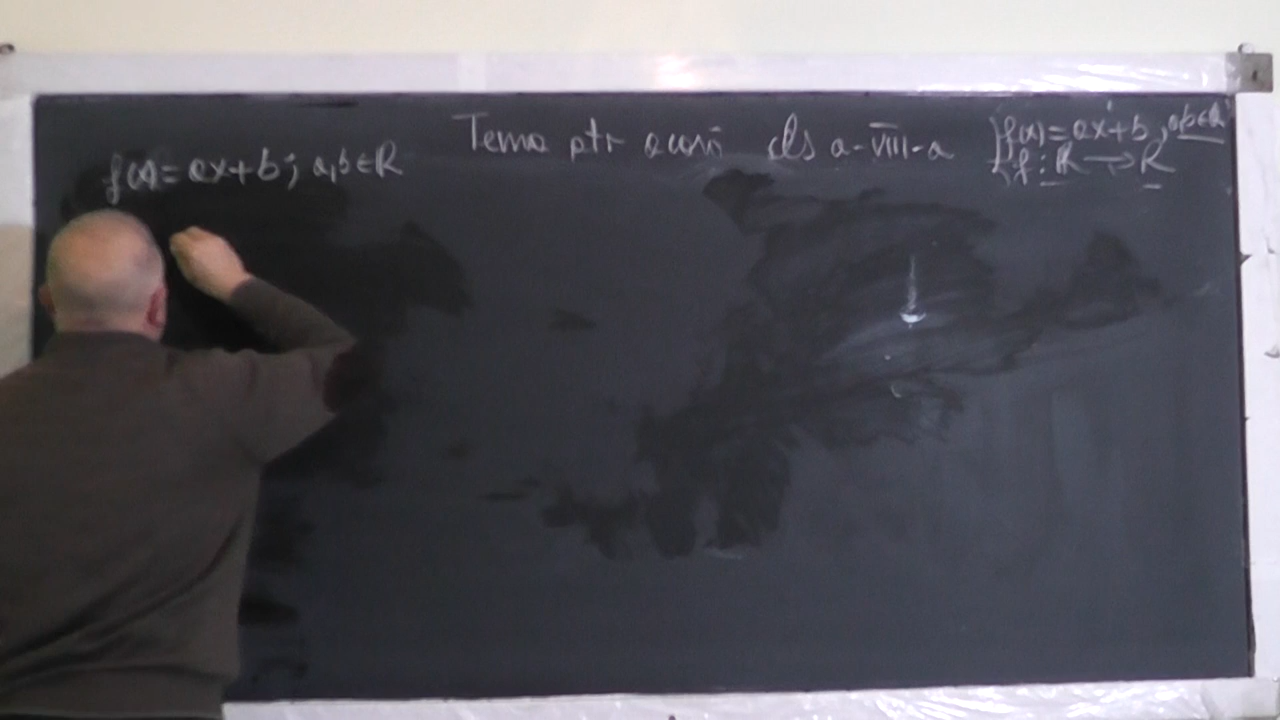 f(x) = ax + b ; a,b ∈ R
Tema ptr acasă cls a-VIII-a
f(x) = ax + b , a,b ∈ R
f : R → R